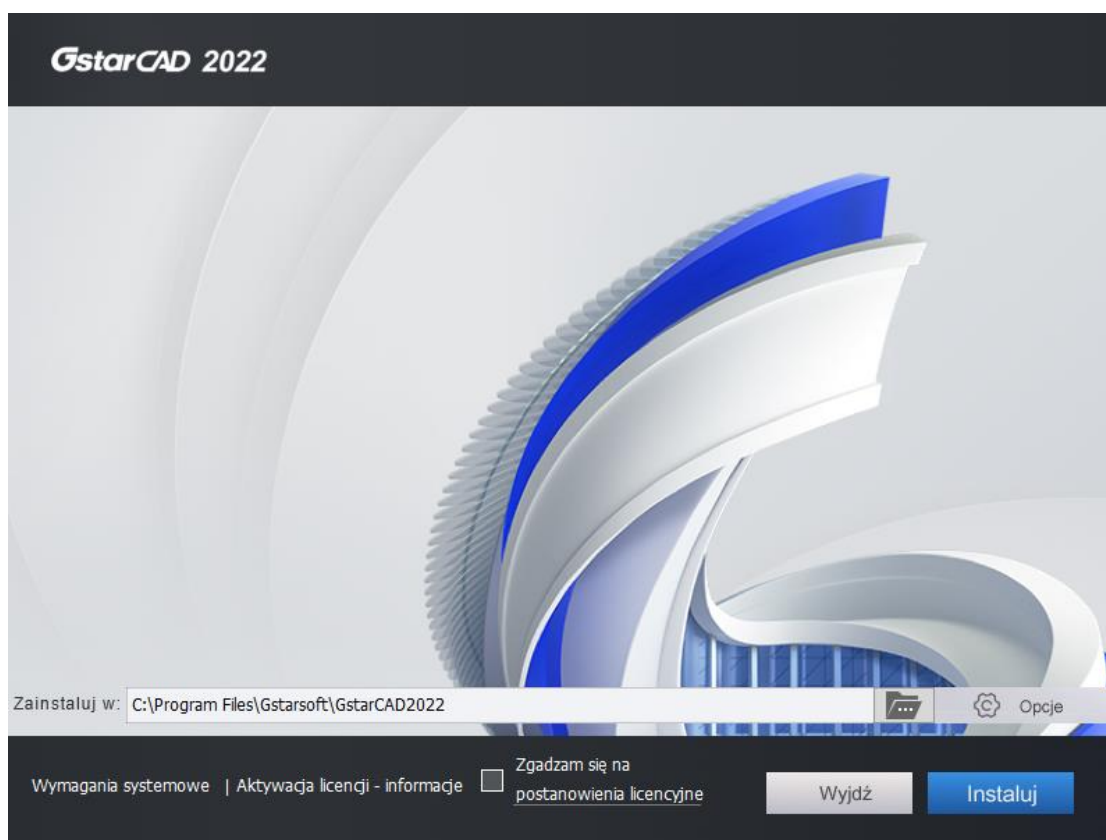 GstarCAD 2022
Zainstaluj w: C:\Program Files\Gstarsoft\GstarCAD2022 Opcje
Wymagania systemowe | Aktywacja licencji - informacje
Zgadzam się na
postanowienia licencyjne
Wyjdź
Instaluj